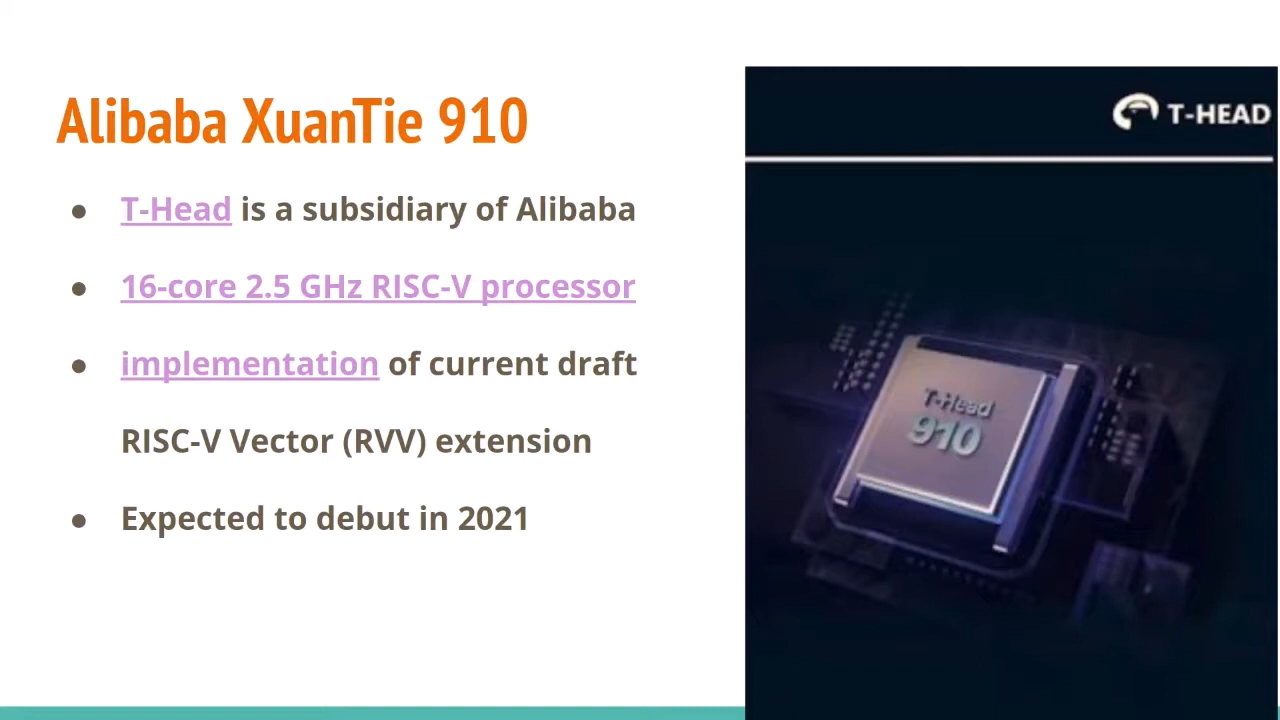 Alibaba XuanTie 910
● T-Head is a subsidiary of Alibaba
● 16-core 2.5 GHz RISC-V processor
● implementation of current draft
RISC-V Vector (RVV) extension
● Expected to debut in 2021
T-HEAD
T-Head
910